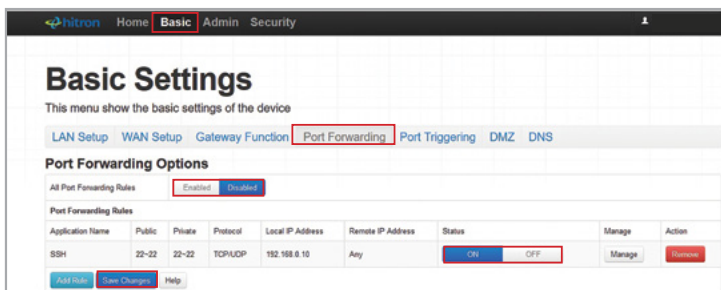 hitron Home Basic Admin Security
Basic Settings
This menu show the basic settings of the device
LAN Setup WAN Setup Gateway Function Port Forwarding Port Triggering DMZ DNS
Port Forwarding Options
All Port Forwarding Rules Enabled Disabled
Port Forwarding Rules
Application Name Public Private Protocol Local IP Address Remote IP Address Status Manage Action
SSH 22~22 22~22 TCP/UDP 192.168.0.10 Any ON OFF Manage Remove
Add Rule Save Changes Help